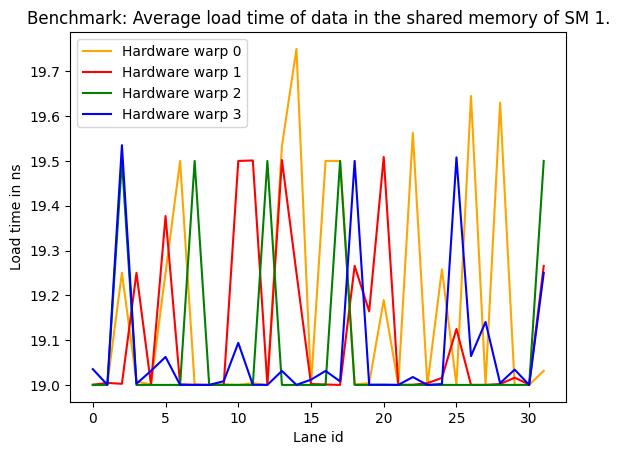 Benchmark: Average load time of data in the shared memory of SM 1.
Hardware warp 0
Hardware warp 1
Hardware warp 2
Hardware warp 3
Load time in ns
19.7
19.6
19.5
19.4
19.3
19.2
19.1
19.0
0 5 10 15 20 25 30
Lane id